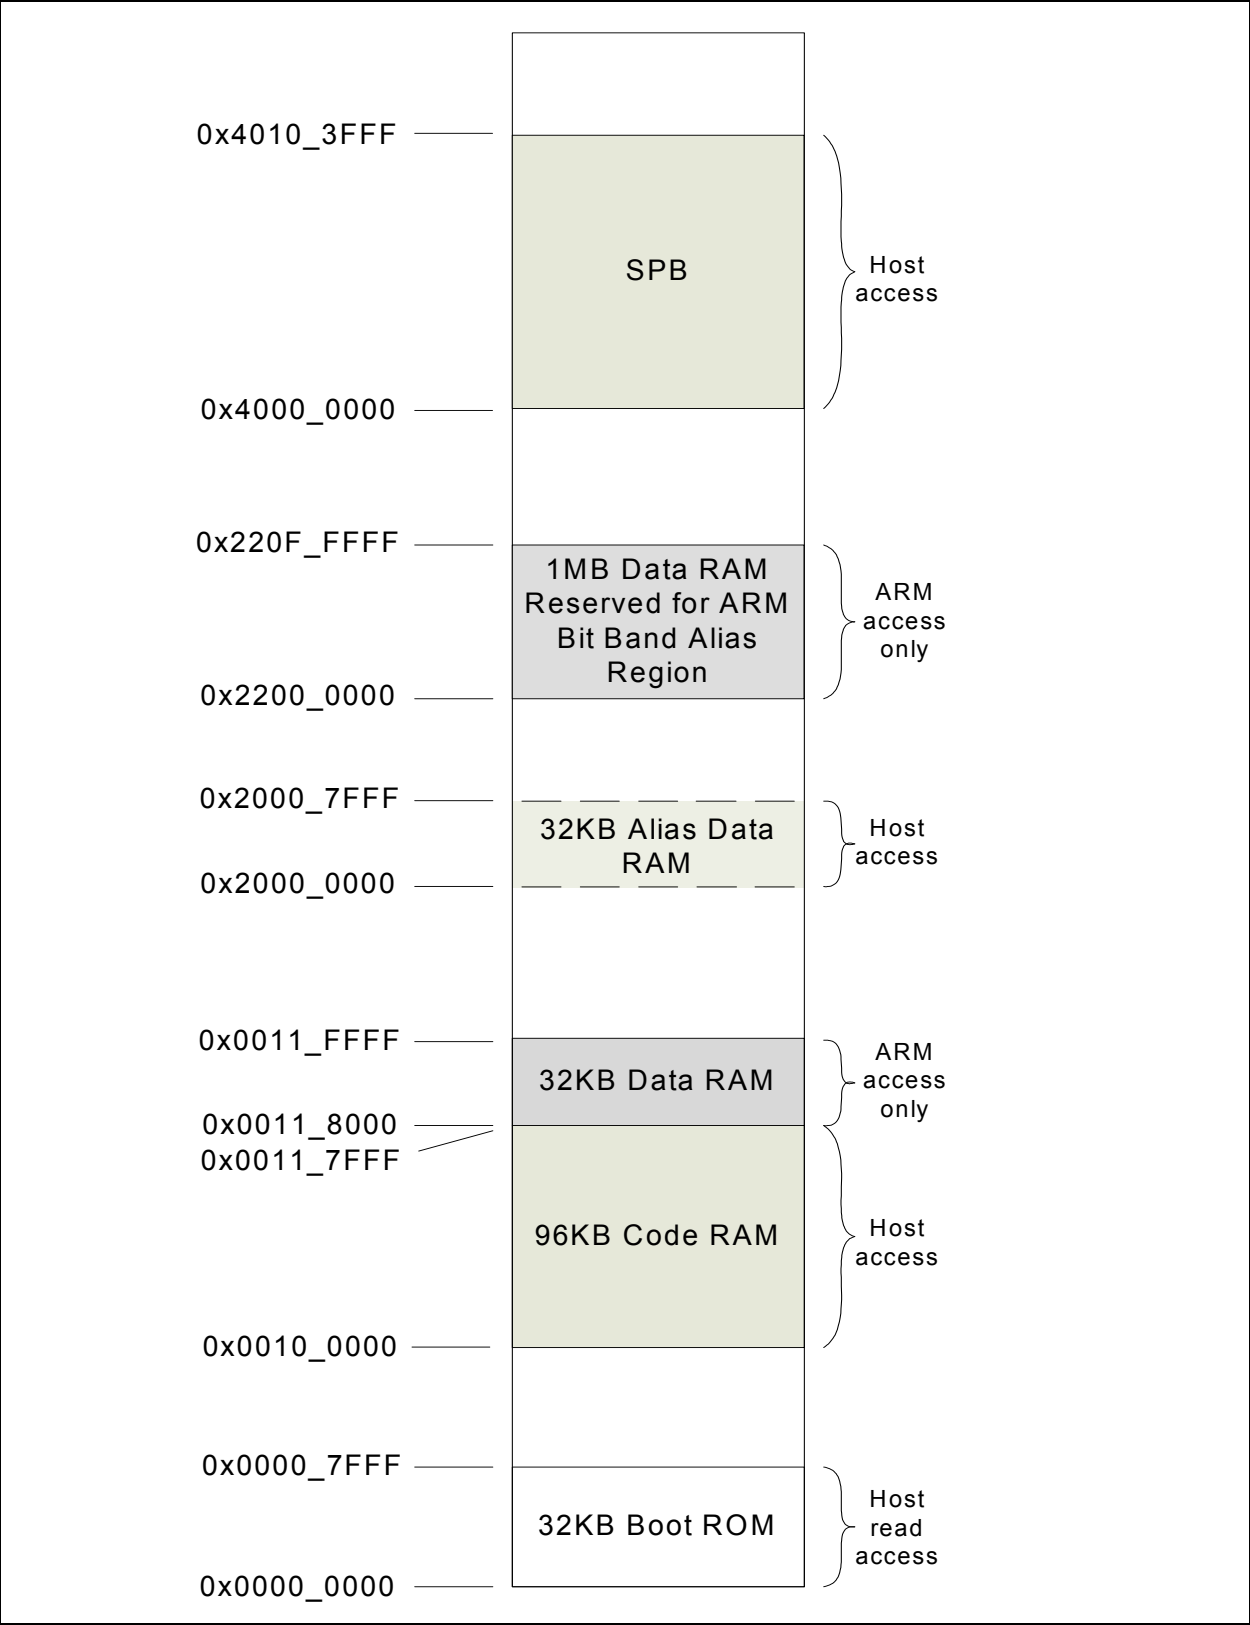 0x4010_3FFF
SPB
Host
access
0x4000_0000
0x220F_FFFF
1MB Data RAM
Reserved for ARM
Bit Band Alias
Region
ARM
access
only
0x2200_0000
0x2000_7FFF
32KB Alias Data
RAM
Host
access
0x2000_0000
0x0011_FFFF
32KB Data RAM
ARM
access
only
0x0011_8000
0x0011_7FFF
96KB Code RAM
Host
access
0x0010_0000
0x0000_7FFF
32KB Boot ROM
Host
read
access
0x0000_0000